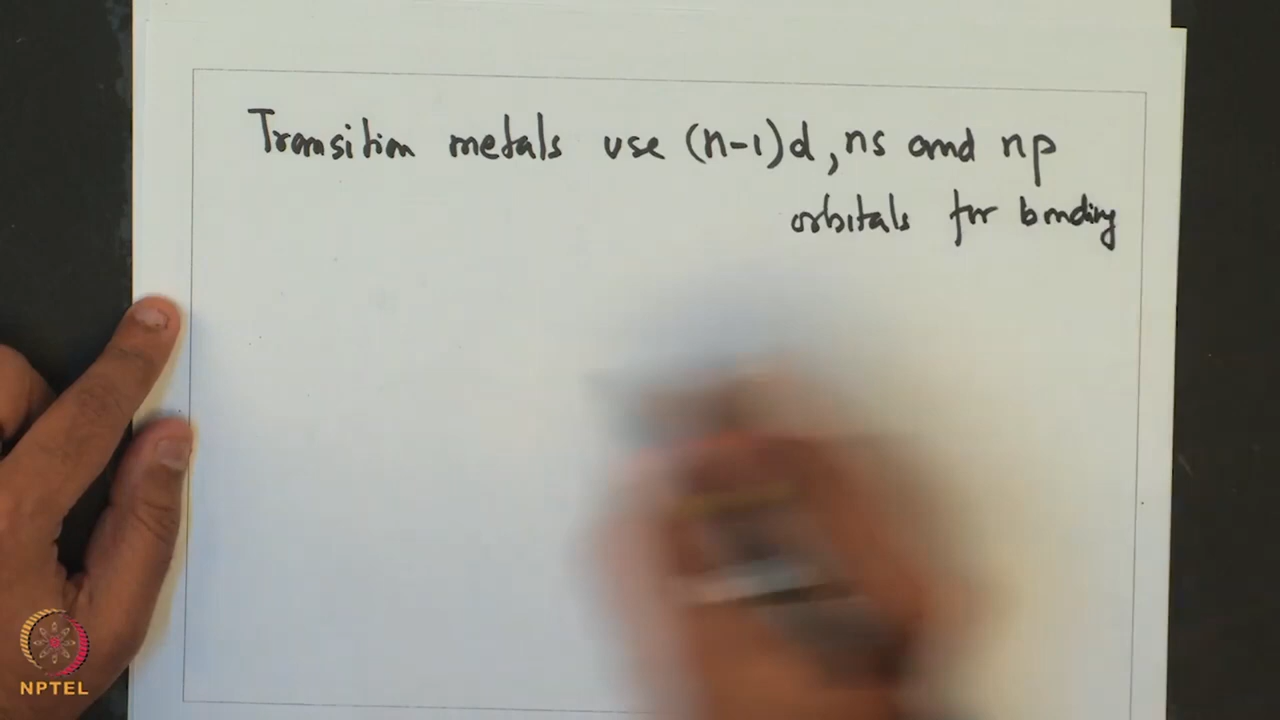 Transition metals use (n-1)d, ns and np
orbitals for bonding
NPTEL